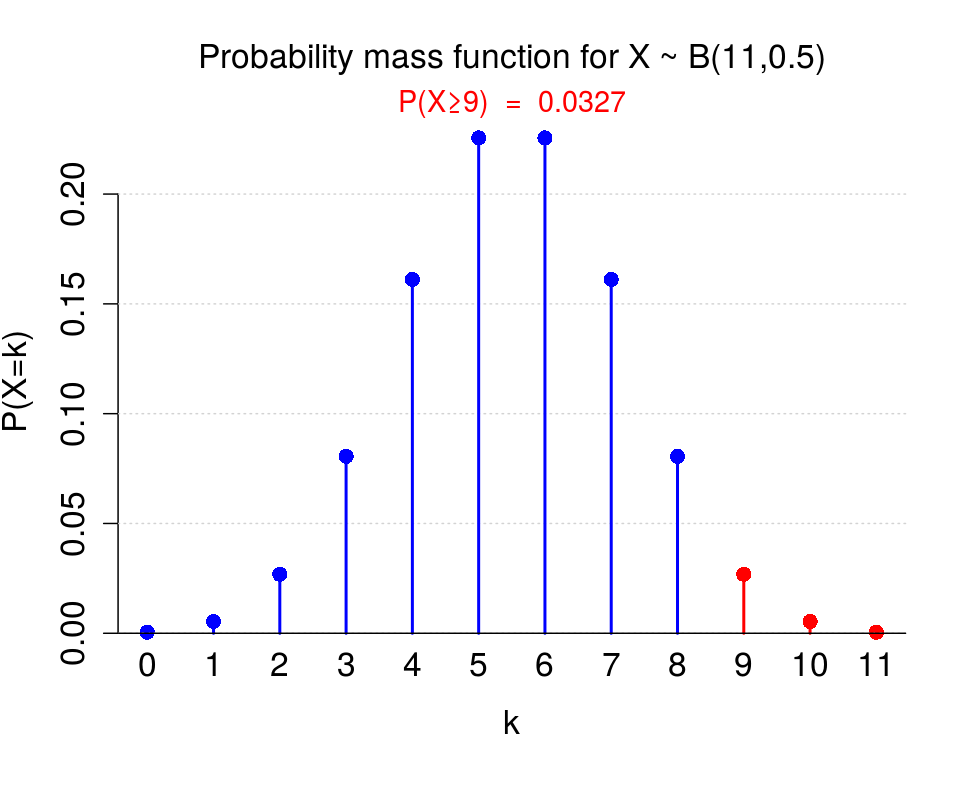 Probability mass function for X ~ B(11,0.5)
P(X≥9) = 0.0327
P(X=k)
0.20
0.15
0.10
0.05
0.00
0 1 2 3 4 5 6 7 8 9 10 11
k